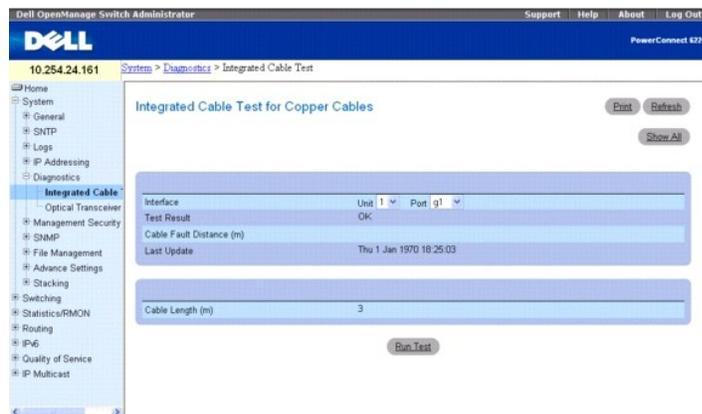 Dell OpenManage Switch Administrator Support Help About Log Out
DELL
PowerConnect 622
10.254.24.161
System > Diagnostics > Integrated Cable Test
Home
System
General
SNTP
Logs
IP Addressing
Diagnostics
Integrated Cable
Optical Transceiver
Management Security
SNMP
File Management
Advance Settings
Stacking
Switching
Statistics/RMON
Routing
IPv6
Quality of Service
IP Multicast
Integrated Cable Test for Copper Cables
Print Refresh
Show All
Interface Unit 1 Port g1
Test Result OK
Cable Fault Distance (m)
Last Update Thu 1 Jan 1970 18:25:03
Cable Length (m) 3
Run Test